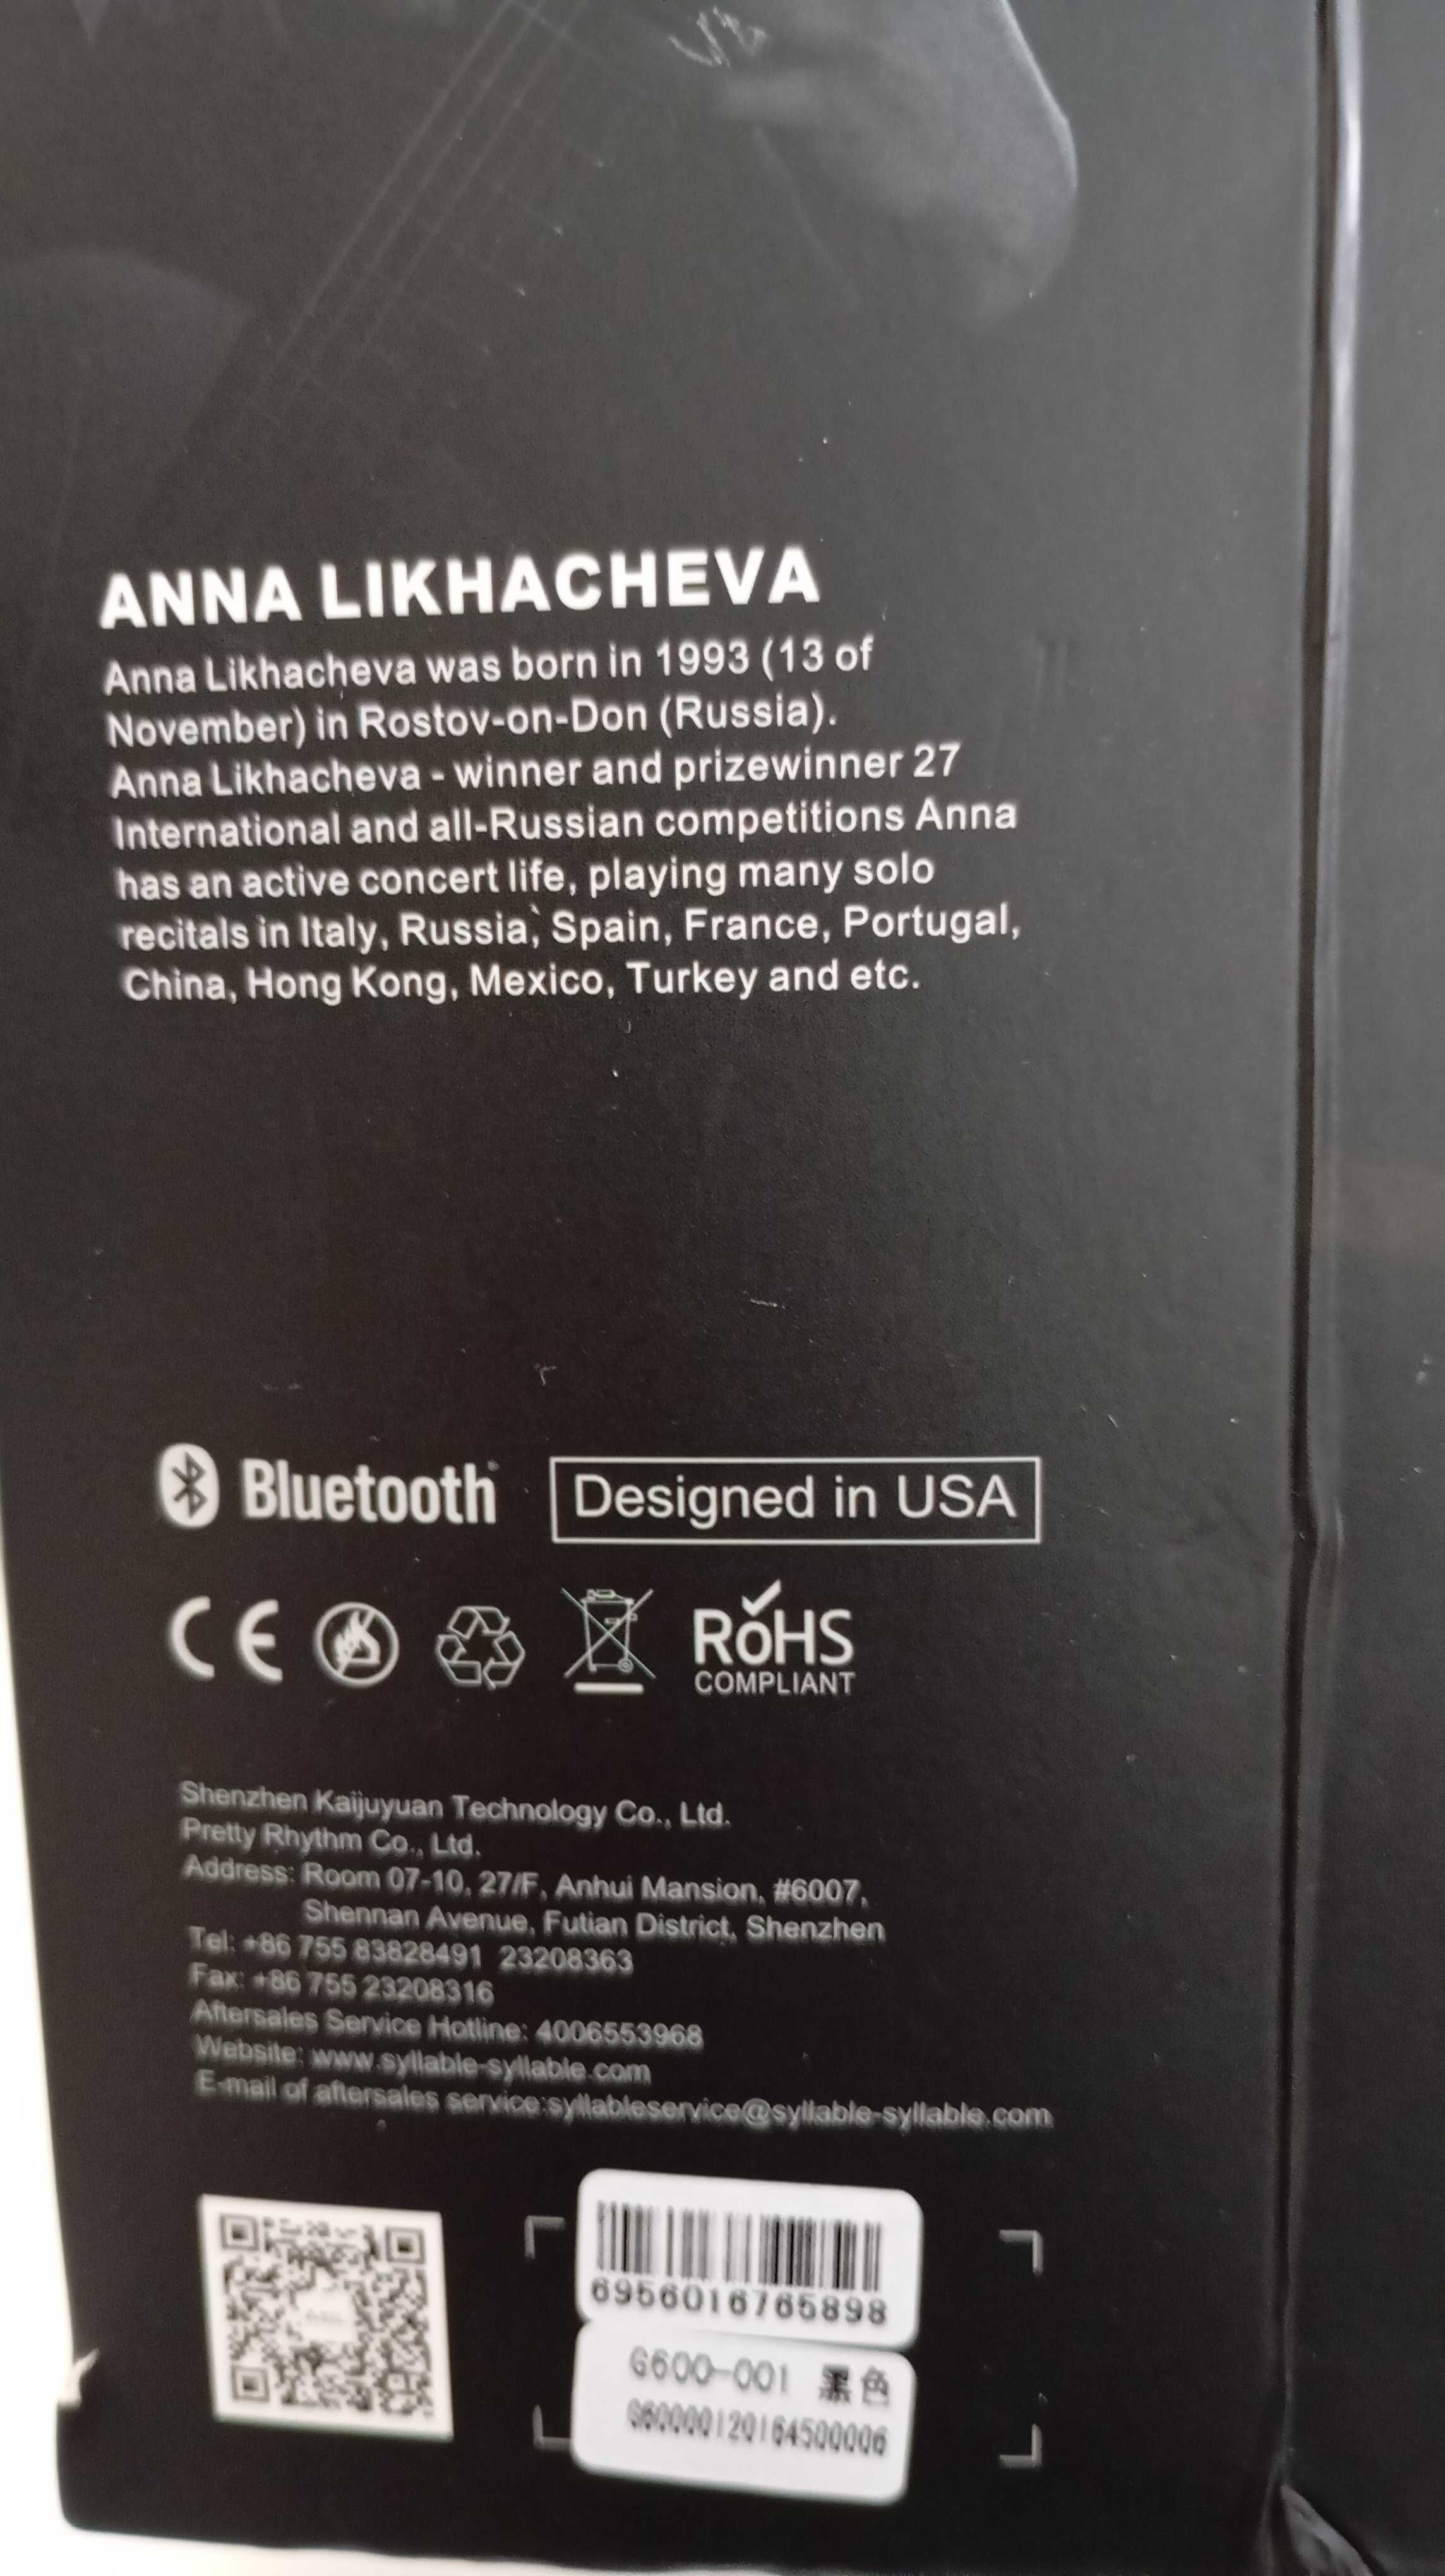 ANNA LIKHACHEVA
Anna Likhacheva was born in 1993 (13 of
November) in Rostov-on-Don (Russia).
Anna Likhacheva - winner and prizewinner 27
International and all-Russian competitions Anna
has an active concert life, playing many solo
recitals in Italy, Russia, Spain, France, Portugal,
China, Hong Kong, Mexico, Turkey and etc.
Bluetooth Designed in USA
CE RoHS
COMPLIANT
Shenzhen Kaijuyuan Technology Co., Ltd.
Pretty Rhythm Co., Ltd.
Address: Room 07-10, 27/F, Anhui Mansion, #6007,
Shennan Avenue, Futian District, Shenzhen
Tel: +86 755 83828491 23208363
Fax: +86 755 23208316
Aftersales Service Hotline: 4006553968
Website: www.syllable-syllable.com
E-mail of aftersales service:syllableservice@syllable-syllable.com
6956016765898
G600-001 黑色
G60000120164500006